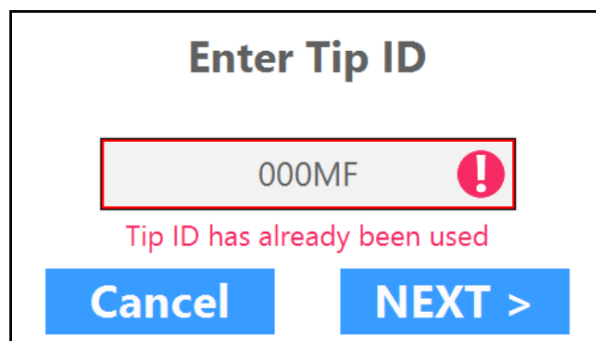 Enter Tip ID
000MF
!
Tip ID has already been used
Cancel NEXT >